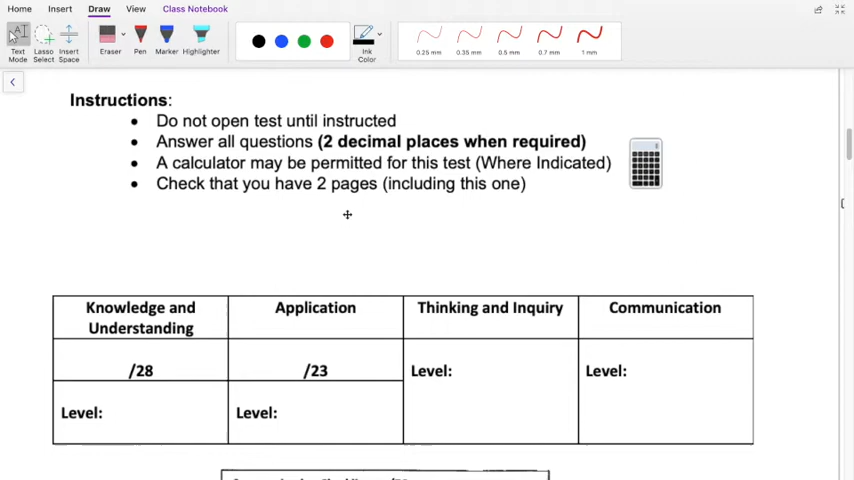 Home Insert Draw View Class Notebook
Text Mode Lasso Select Insert Space Eraser Pen Marker Highlighter Ink Color 0.25 mm 0.35 mm 0.5 mm 0.7 mm 1 mm
Instructions:
• Do not open test until instructed
• Answer all questions (2 decimal places when required)
• A calculator may be permitted for this test (Where Indicated)
• Check that you have 2 pages (including this one)
Knowledge and Understanding Application Thinking and Inquiry Communication
/28 /23 Level: Level:
Level: Level: